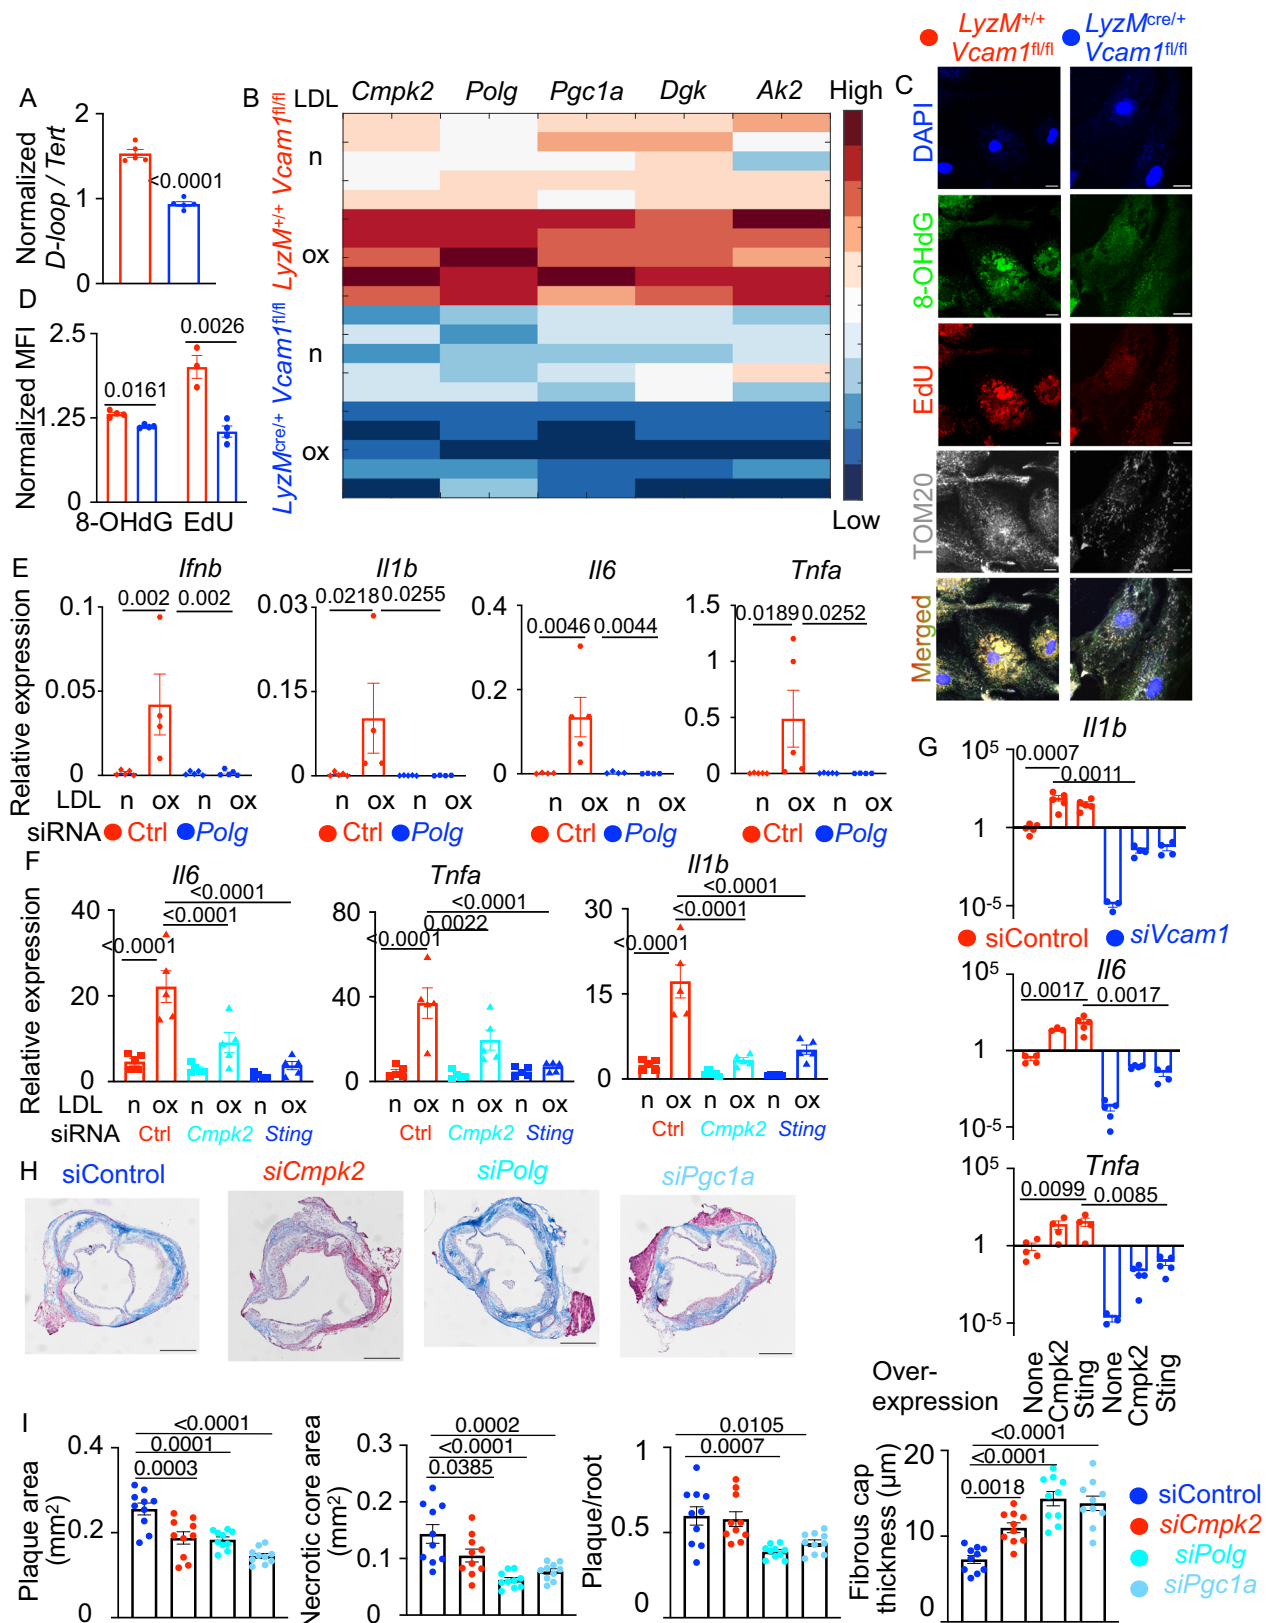 A
Normalized
D-loop / Tert
2
1
0
<0.0001
B
LDL
Cmpk2 Polg Pgc1a Dgk Ak2
High
Low
LyzM+/+ Vcam1fl/fl
n
ox
LyzMcre/+ Vcam1fl/fl
n
ox
C
LyzM+/+
Vcam1fl/fl
LyzMcre/+
Vcam1fl/fl
DAPI
8-OHdG
EdU
TOM20
Merged
D
Normalized MFI
2.5
1.25
0
0.0161
0.0026
8-OHdG EdU
E
Relative expression
Ifnb
0.1
0.05
0
0.002 0.002
Il1b
0.03
0.15
0
0.0218 0.0255
Il6
0.4
0.2
0
0.0046 0.0044
Tnfa
1.5
1
0.5
0
0.0189 0.0252
LDL n ox n ox n ox n ox n ox n ox n ox n ox
siRNA Ctrl Polg Ctrl Polg Ctrl Polg Ctrl Polg
F
Relative expression
Il6
40
20
0
<0.0001
<0.0001
<0.0001
Tnfa
80
40
0
<0.0001
0.0022
<0.0001
Il1b
30
15
0
<0.0001
<0.0001
<0.0001
LDL n ox n ox n ox n ox n ox n ox n ox n ox n ox
siRNA Ctrl Cmpk2 Sting Ctrl Cmpk2 Sting Ctrl Cmpk2 Sting
G
Il1b
10^5
1
10^-5
0.0007
0.0011
siControl siVcam1
Il6
10^5
1
10^-5
0.0017 0.0017
Tnfa
10^5
1
10^-5
0.0099
0.0085
Over-
expression
None
Cmpk2
Sting
None
Cmpk2
Sting
H
siControl siCmpk2 siPolg siPgc1a
I
Plaque area
(mm2)
0.4
0.2
0
<0.0001
0.0001
0.0003
Necrotic core area
(mm2)
0.3
0.2
0.1
0
0.0002
<0.0001
0.0385
Plaque/root
1
0.5
0
0.0105
0.0007
Fibrous cap
thickness (μm)
20
10
0
<0.0001
<0.0001
0.0018
siControl
siCmpk2
siPolg
siPgc1a